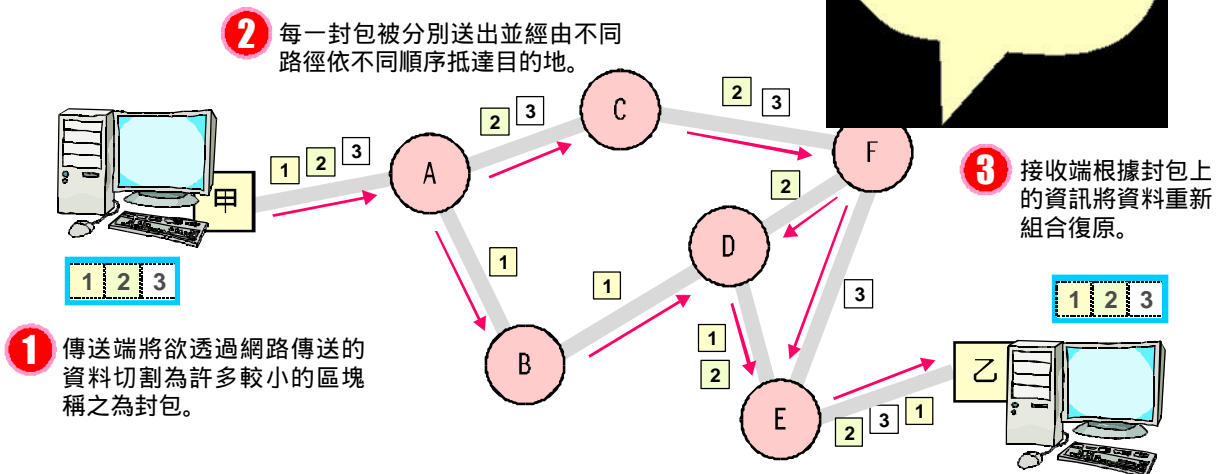 2 每一封包被分別送出並經由不同
路徑依不同順序抵達目的地。
2 3
C
2 3
1 2 3
A
F
甲
2
3 接收端根據封包上
的資訊將資料重新
組合復原。
D
1
1
1 2 3
3
1 2 3
1
1 傳送端將欲透過網路傳送的
資料切割為許多較小的區塊
稱之為封包。
B
2
乙
E
2 3 1